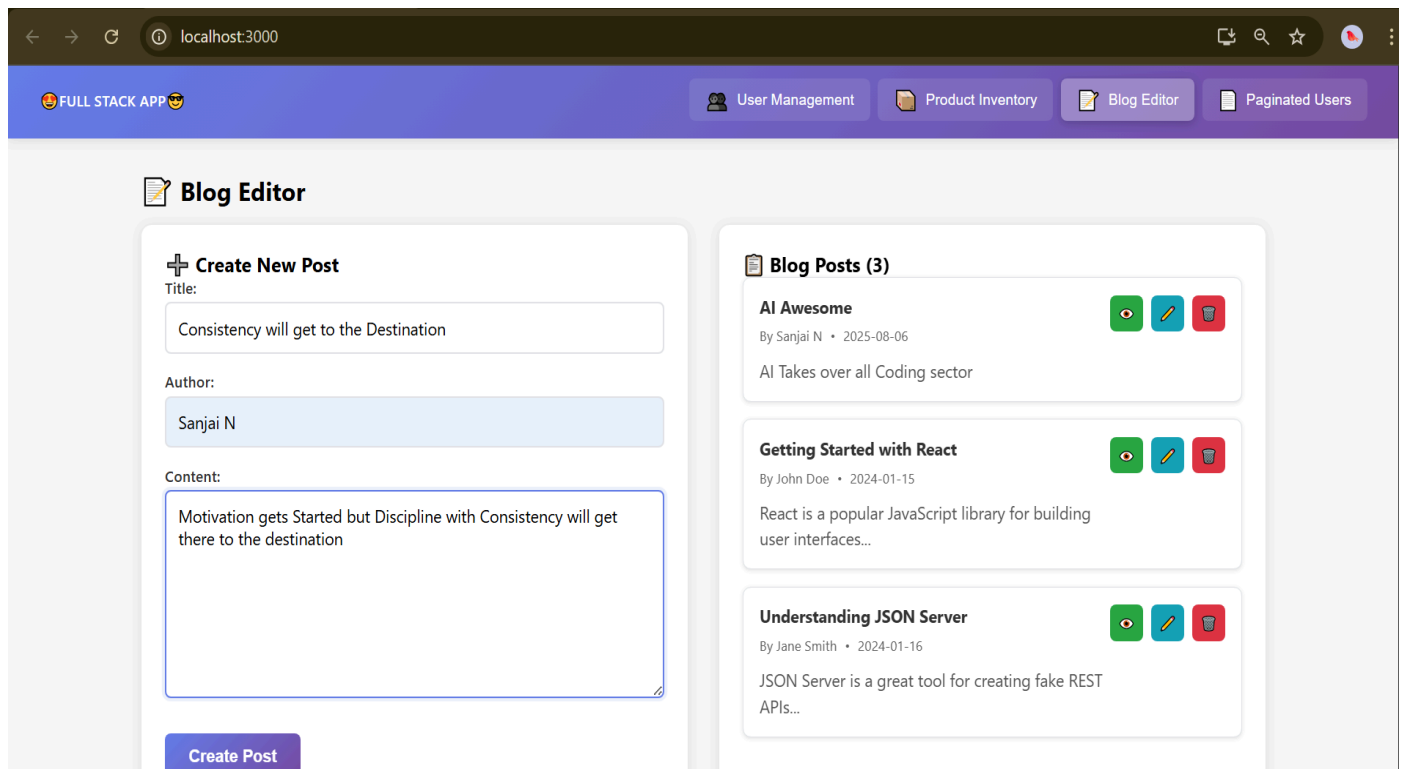 localhost:3000
FULL STACK APP
User Management
Product Inventory
Blog Editor
Paginated Users
Blog Editor
Create New Post
Title:
Consistency will get to the Destination
Author:
Sanjai N
Content:
Motivation gets Started but Discipline with Consistency will get
there to the destination
Create Post
Blog Posts (3)
AI Awesome
By Sanjai N • 2025-08-06
AI Takes over all Coding sector
Getting Started with React
By John Doe • 2024-01-15
React is a popular JavaScript library for building
user interfaces...
Understanding JSON Server
By Jane Smith • 2024-01-16
JSON Server is a great tool for creating fake REST
APIs...